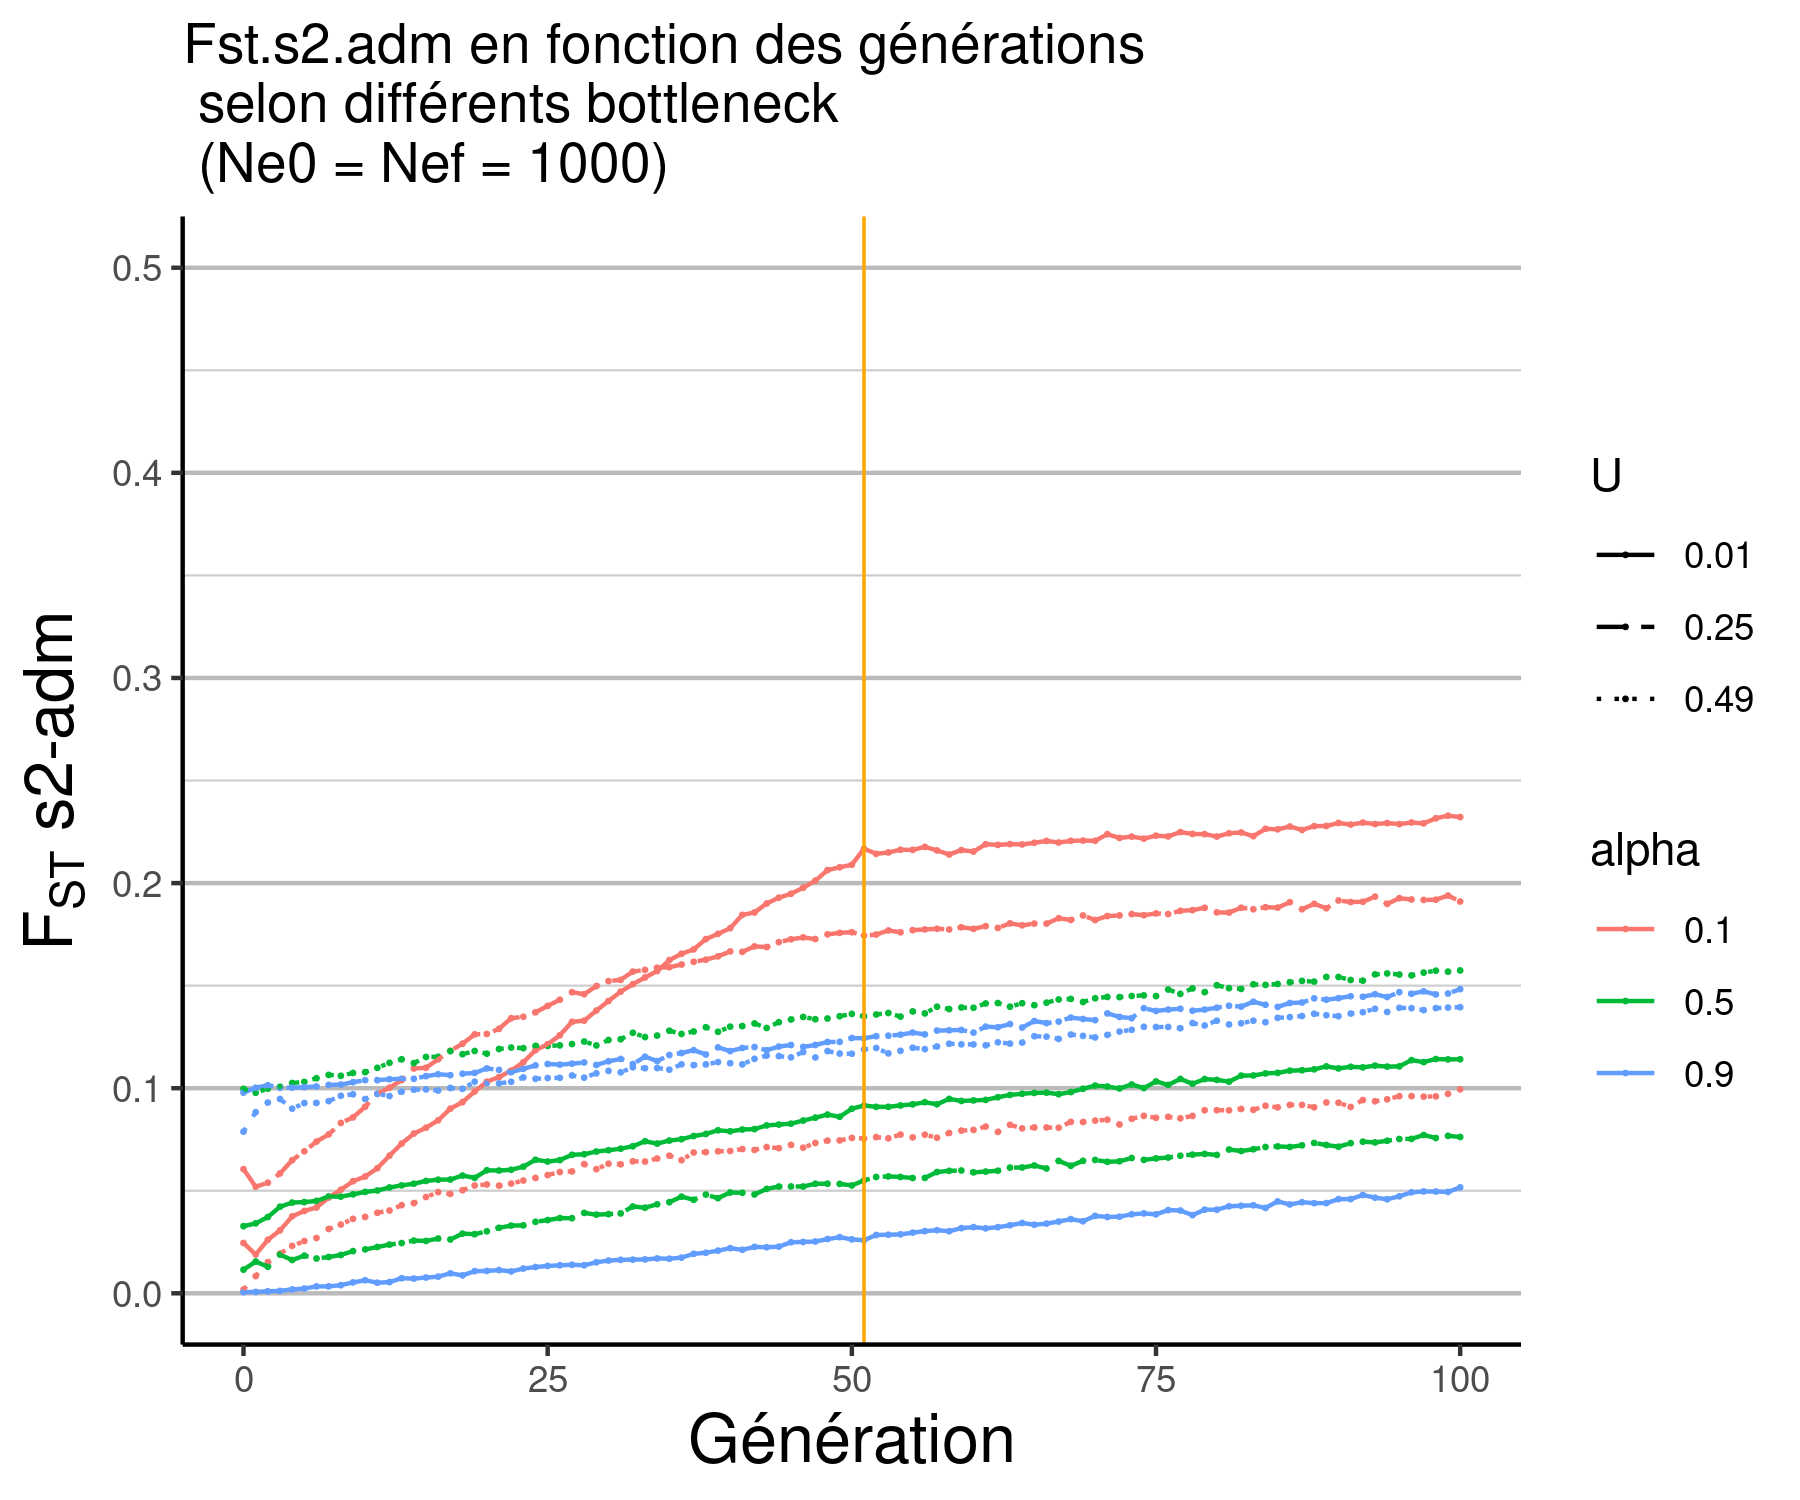 Fst.s2.adm en fonction des générations
selon différents bottleneck
(Ne0 = Nef = 1000)
0.5
0.4
0.3
0.2
0.1
0.0
FST s2-adm
0
25
50
75
100
Génération
U
0.01
0.25
0.49
alpha
0.1
0.5
0.9